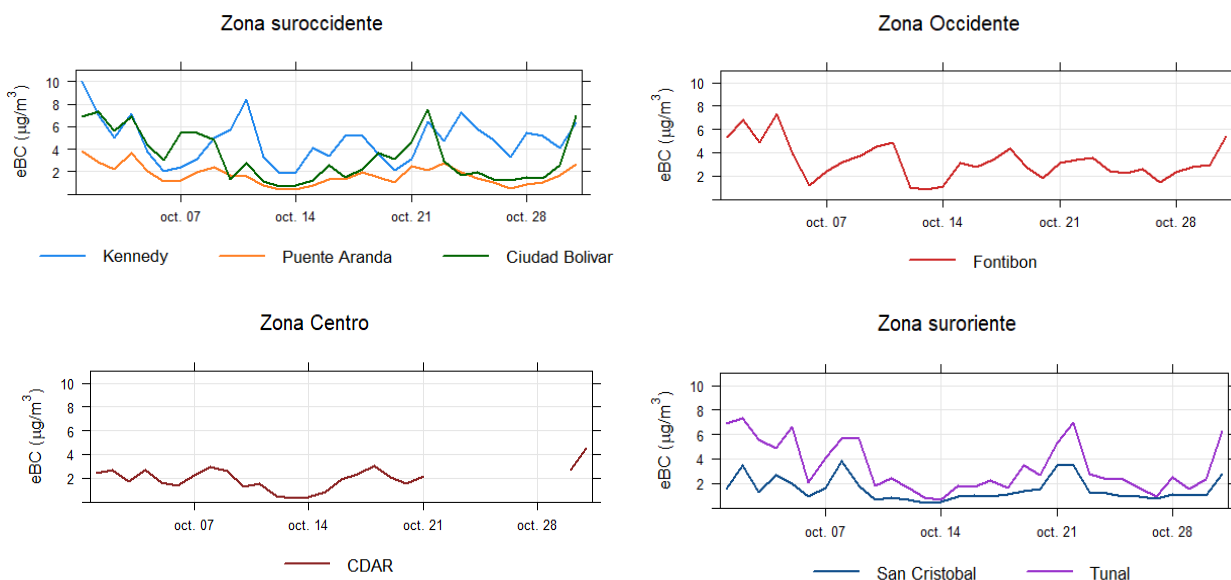 Zona suroccidente
eBC (µg/m³)
10
8
6
4
2
oct. 07 oct. 14 oct. 21 oct. 28
Kennedy Puente Aranda Ciudad Bolivar
Zona Occidente
eBC (µg/m³)
10
8
6
4
2
oct. 07 oct. 14 oct. 21 oct. 28
Fontibon
Zona Centro
eBC (µg/m³)
10
8
6
4
2
oct. 07 oct. 14 oct. 21 oct. 28
CDAR
Zona suroriente
eBC (µg/m³)
10
8
6
4
2
oct. 07 oct. 14 oct. 21 oct. 28
San Cristobal Tunal